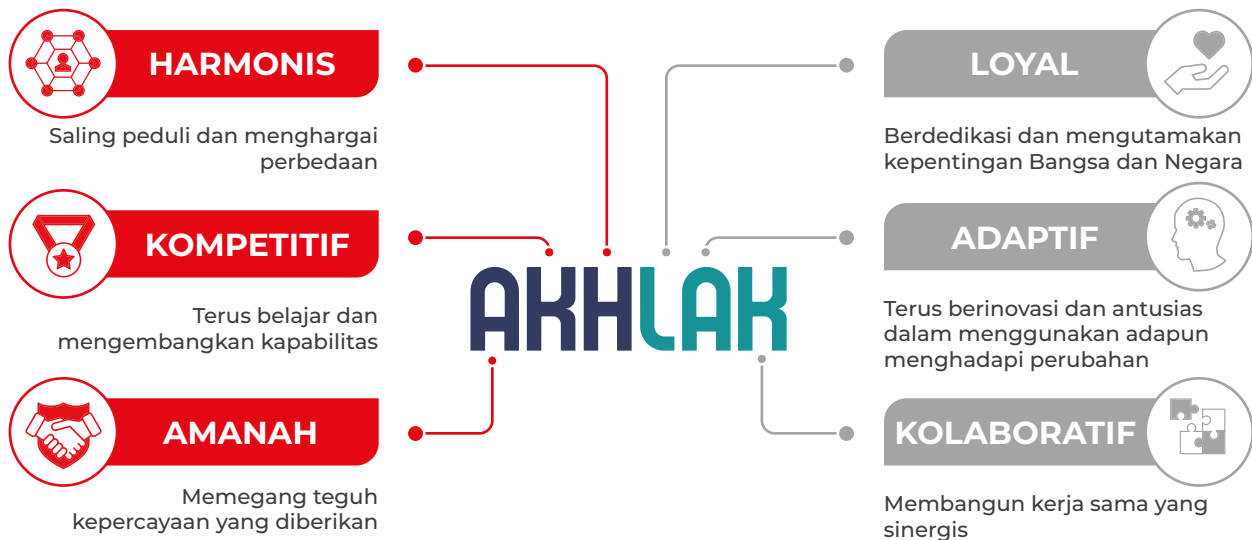 HARMONIS
Saling peduli dan menghargai
perbedaan
KOMPETITIF
Terus belajar dan
mengembangkan kapabilitas
AMANAH
Memegang teguh
kepercayaan yang diberikan
AKHLAK
LOYAL
Berdedikasi dan mengutamakan
kepentingan Bangsa dan Negara
ADAPTIF
Terus berinovasi dan antusias
dalam menggunakan adapun
menghadapi perubahan
KOLABORATIF
Membangun kerja sama yang
sinergis